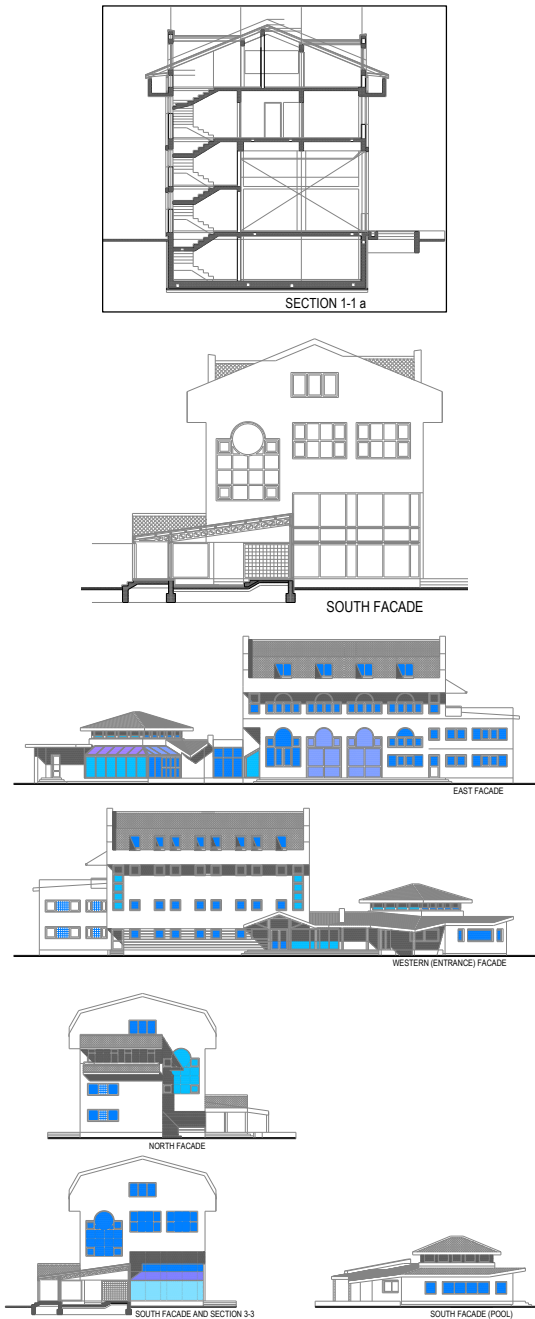 SECTION 1-1 a
SOUTH FACADE
EAST FACADE
WESTERN (ENTRANCE) FACADE
NORTH FACADE
SOUTH FACADE AND SECTION 3-3
SOUTH FACADE (POOL)